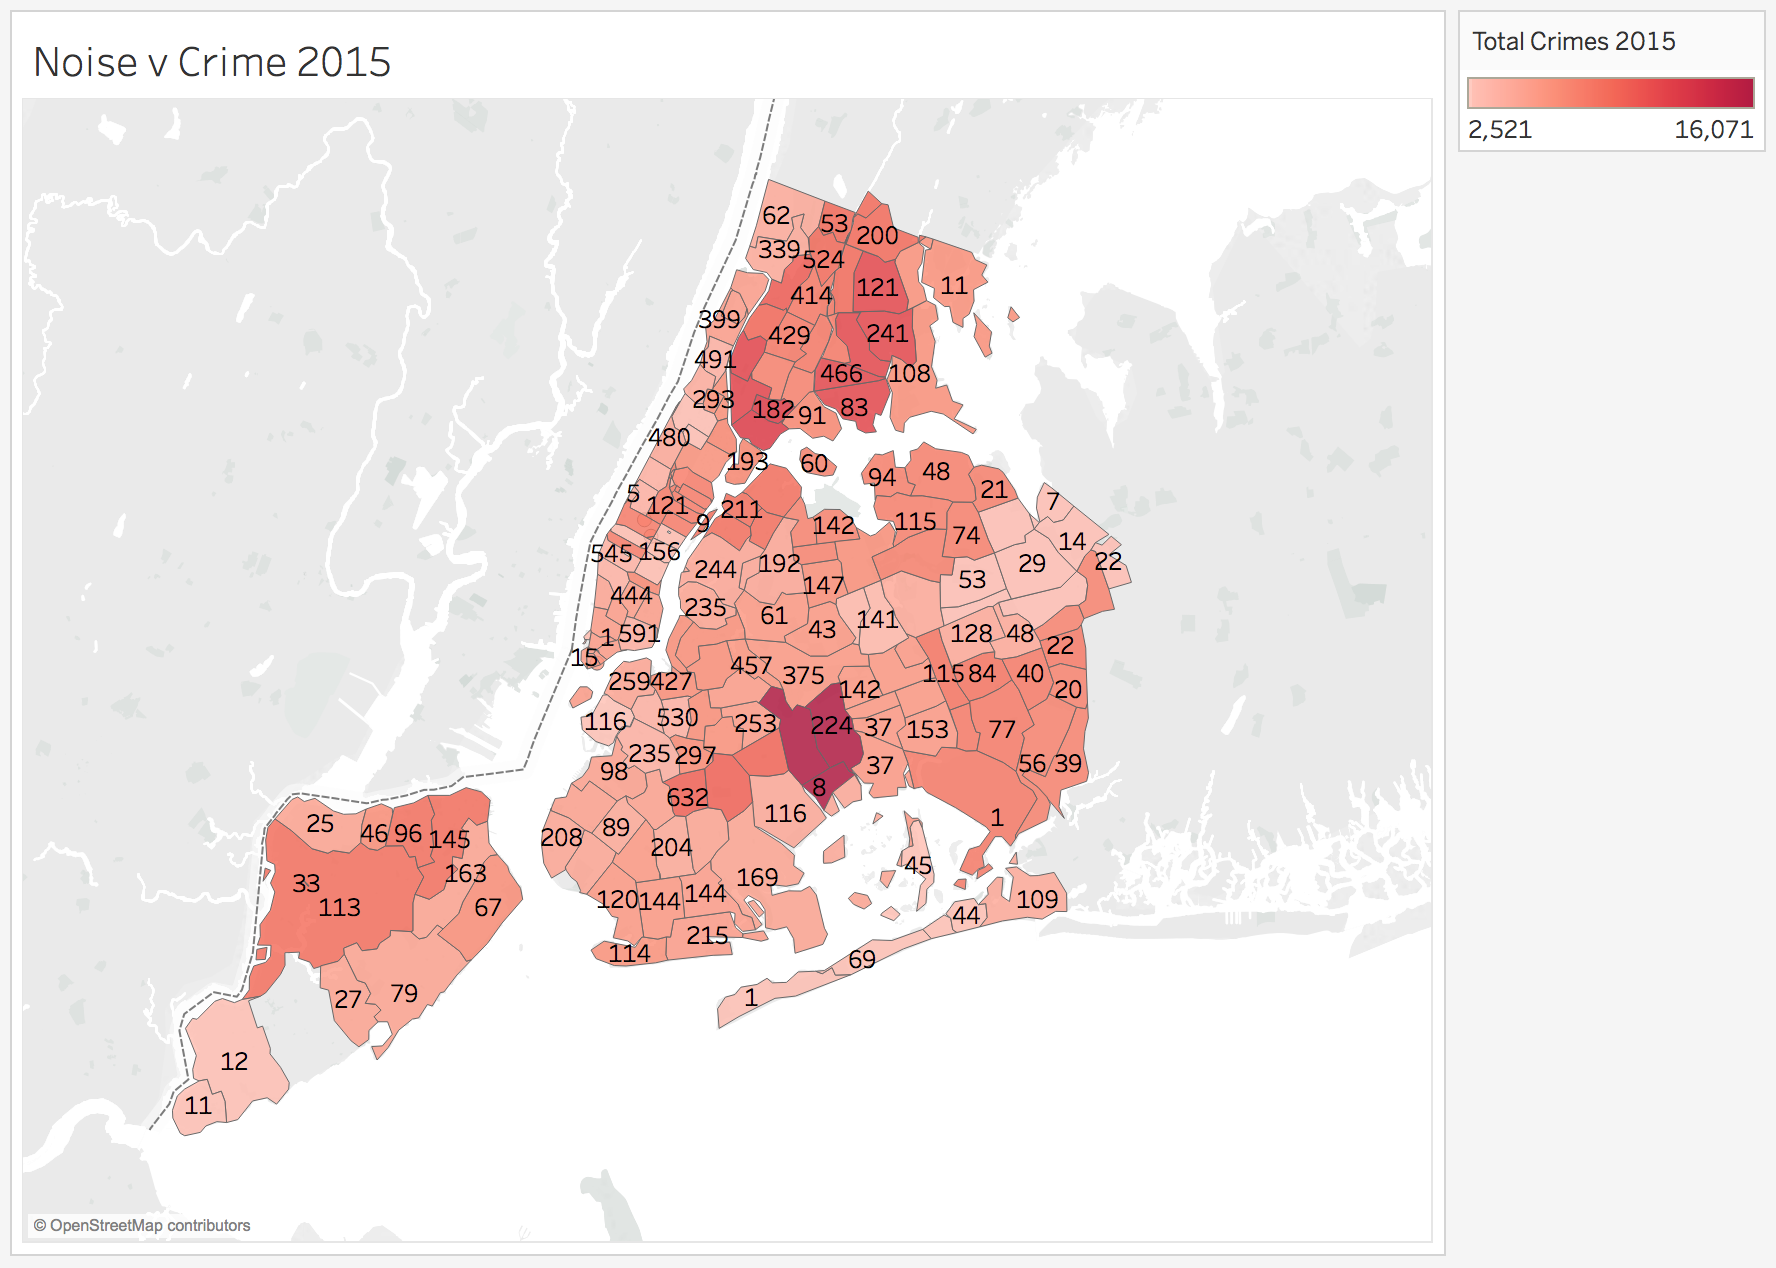 Noise v Crime 2015
Total Crimes 2015
2,521 16,071
62 53 200
339 524
414 121 11
399 429 241
491 466 108
293 182 91 83
480 193 60 94 48
5 121 9 211 21 7
142 115 74 14
545 156 244 192 29 22
147 53
444 235 61 43 141
1 591 128 48 22
15 457 375 115 84 40
259 427 142 20
116 530 253 224 37 153 77
235 297 37 56 39
98 8
632 116 1
25 46 96 145 208 89 204
33 163 169 45
113 67 120 144 144 109
215 44
114 69
27 79 1
12
11
© OpenStreetMap contributors